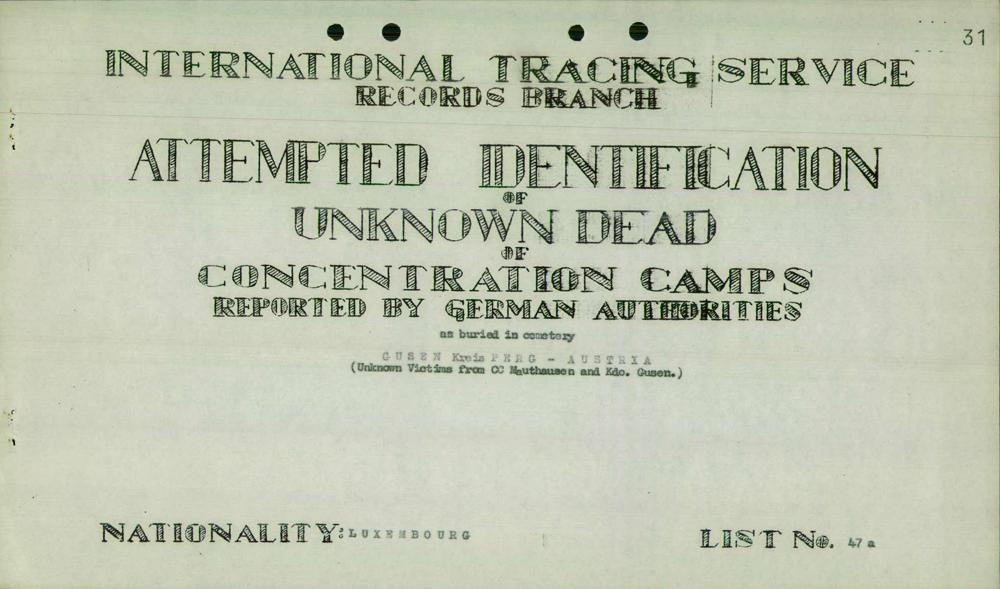 31
INTERNATIONAL TRACING SERVICE
RECORDS BRANCH
ATTEMPTED IDENTIFICATION
OF
UNKNOWN DEAD
OF
CONCENTRATION CAMPS
REPORTED BY GERMAN AUTHORITIES
as buried in cemetery
GUSEN Kreis PERG - AUSTRIA
(Unknown Victims from CC Mauthausen and Kdo. Gusen.)
NATIONALITY: LUXEMBOURG
LIST No. 47a